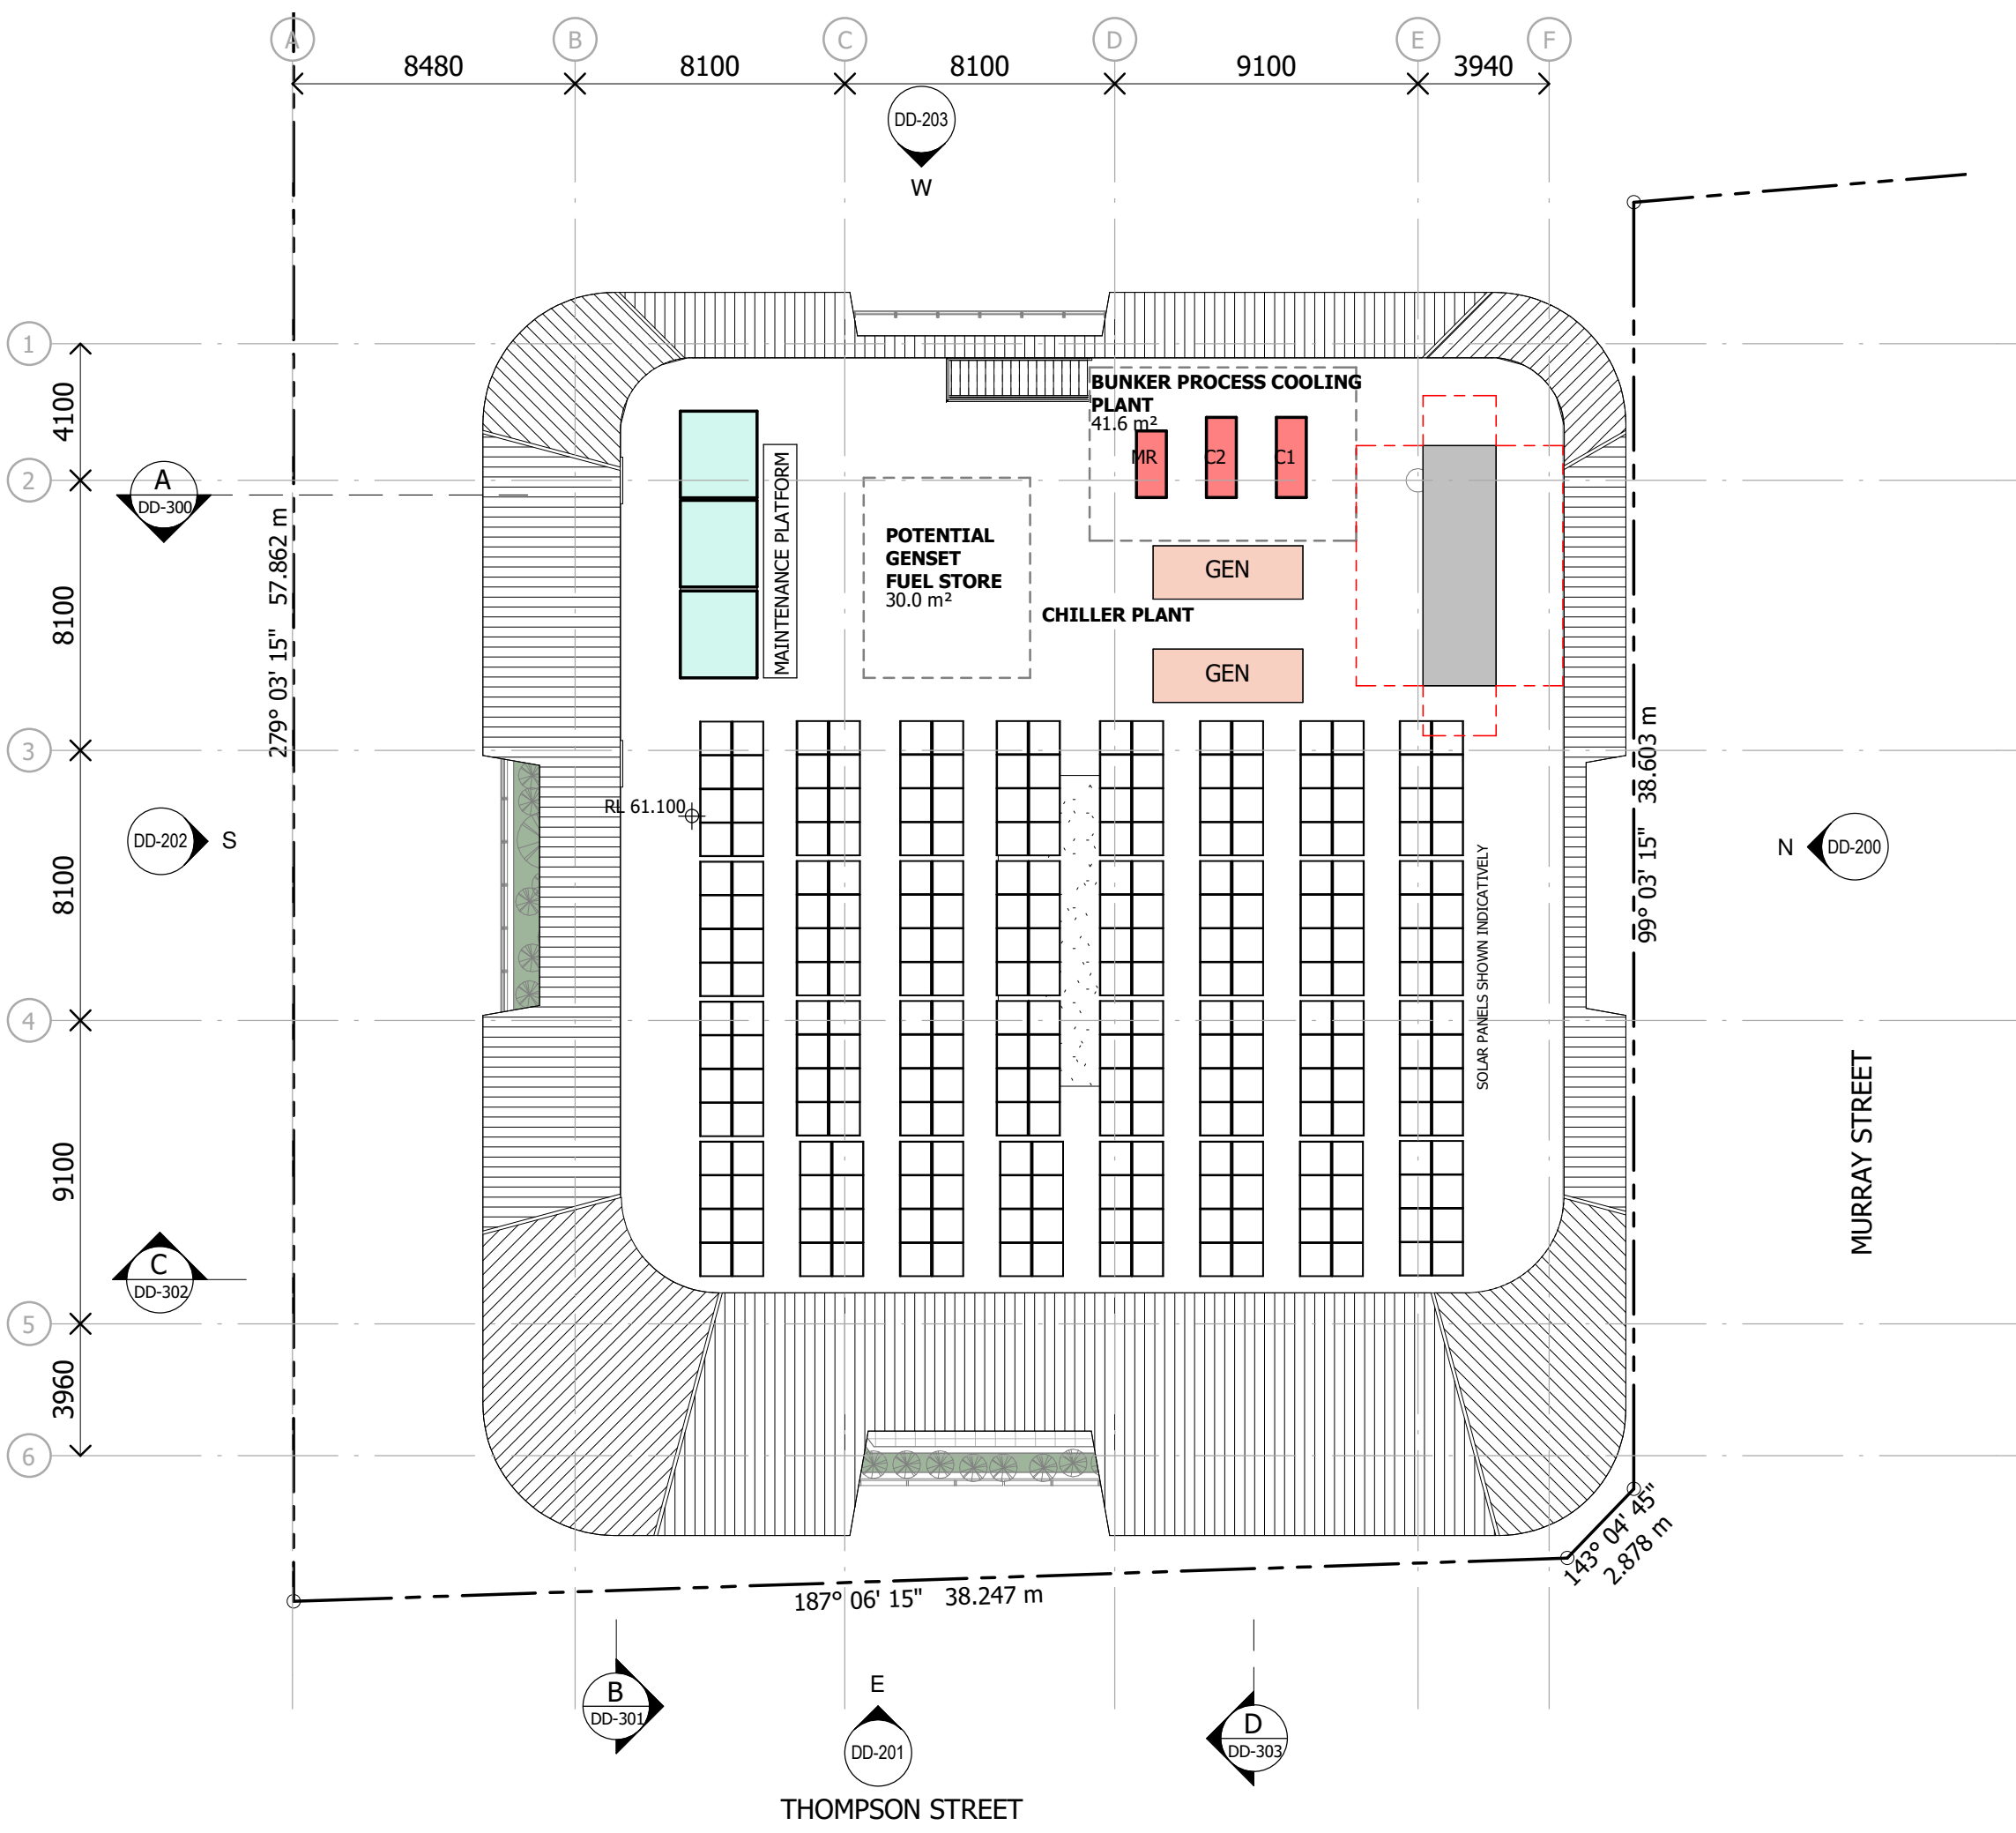 A
B
C
D
E
F
8480
8100
8100
9100
3940
DD-203
W
1
4100
BUNKER PROCESS COOLING
PLANT
41.6 m²
MR
C2
C1
2
A
DD-300
MAINTENANCE PLATFORM
POTENTIAL
GENSET
FUEL STORE
30.0 m²
GEN
CHILLER PLANT
GEN
8100
279° 03' 15" 57.862 m
3
99° 03' 15" 38.603 m
RL 61.100
DD-202
S
N
DD-200
8100
SOLAR PANELS SHOWN INDICATIVELY
4
MURRAY STREET
9100
C
DD-302
5
3960
6
143° 04' 45"
2.878 m
187° 06' 15" 38.247 m
B
DD-301
E
DD-201
D
DD-303
THOMPSON STREET